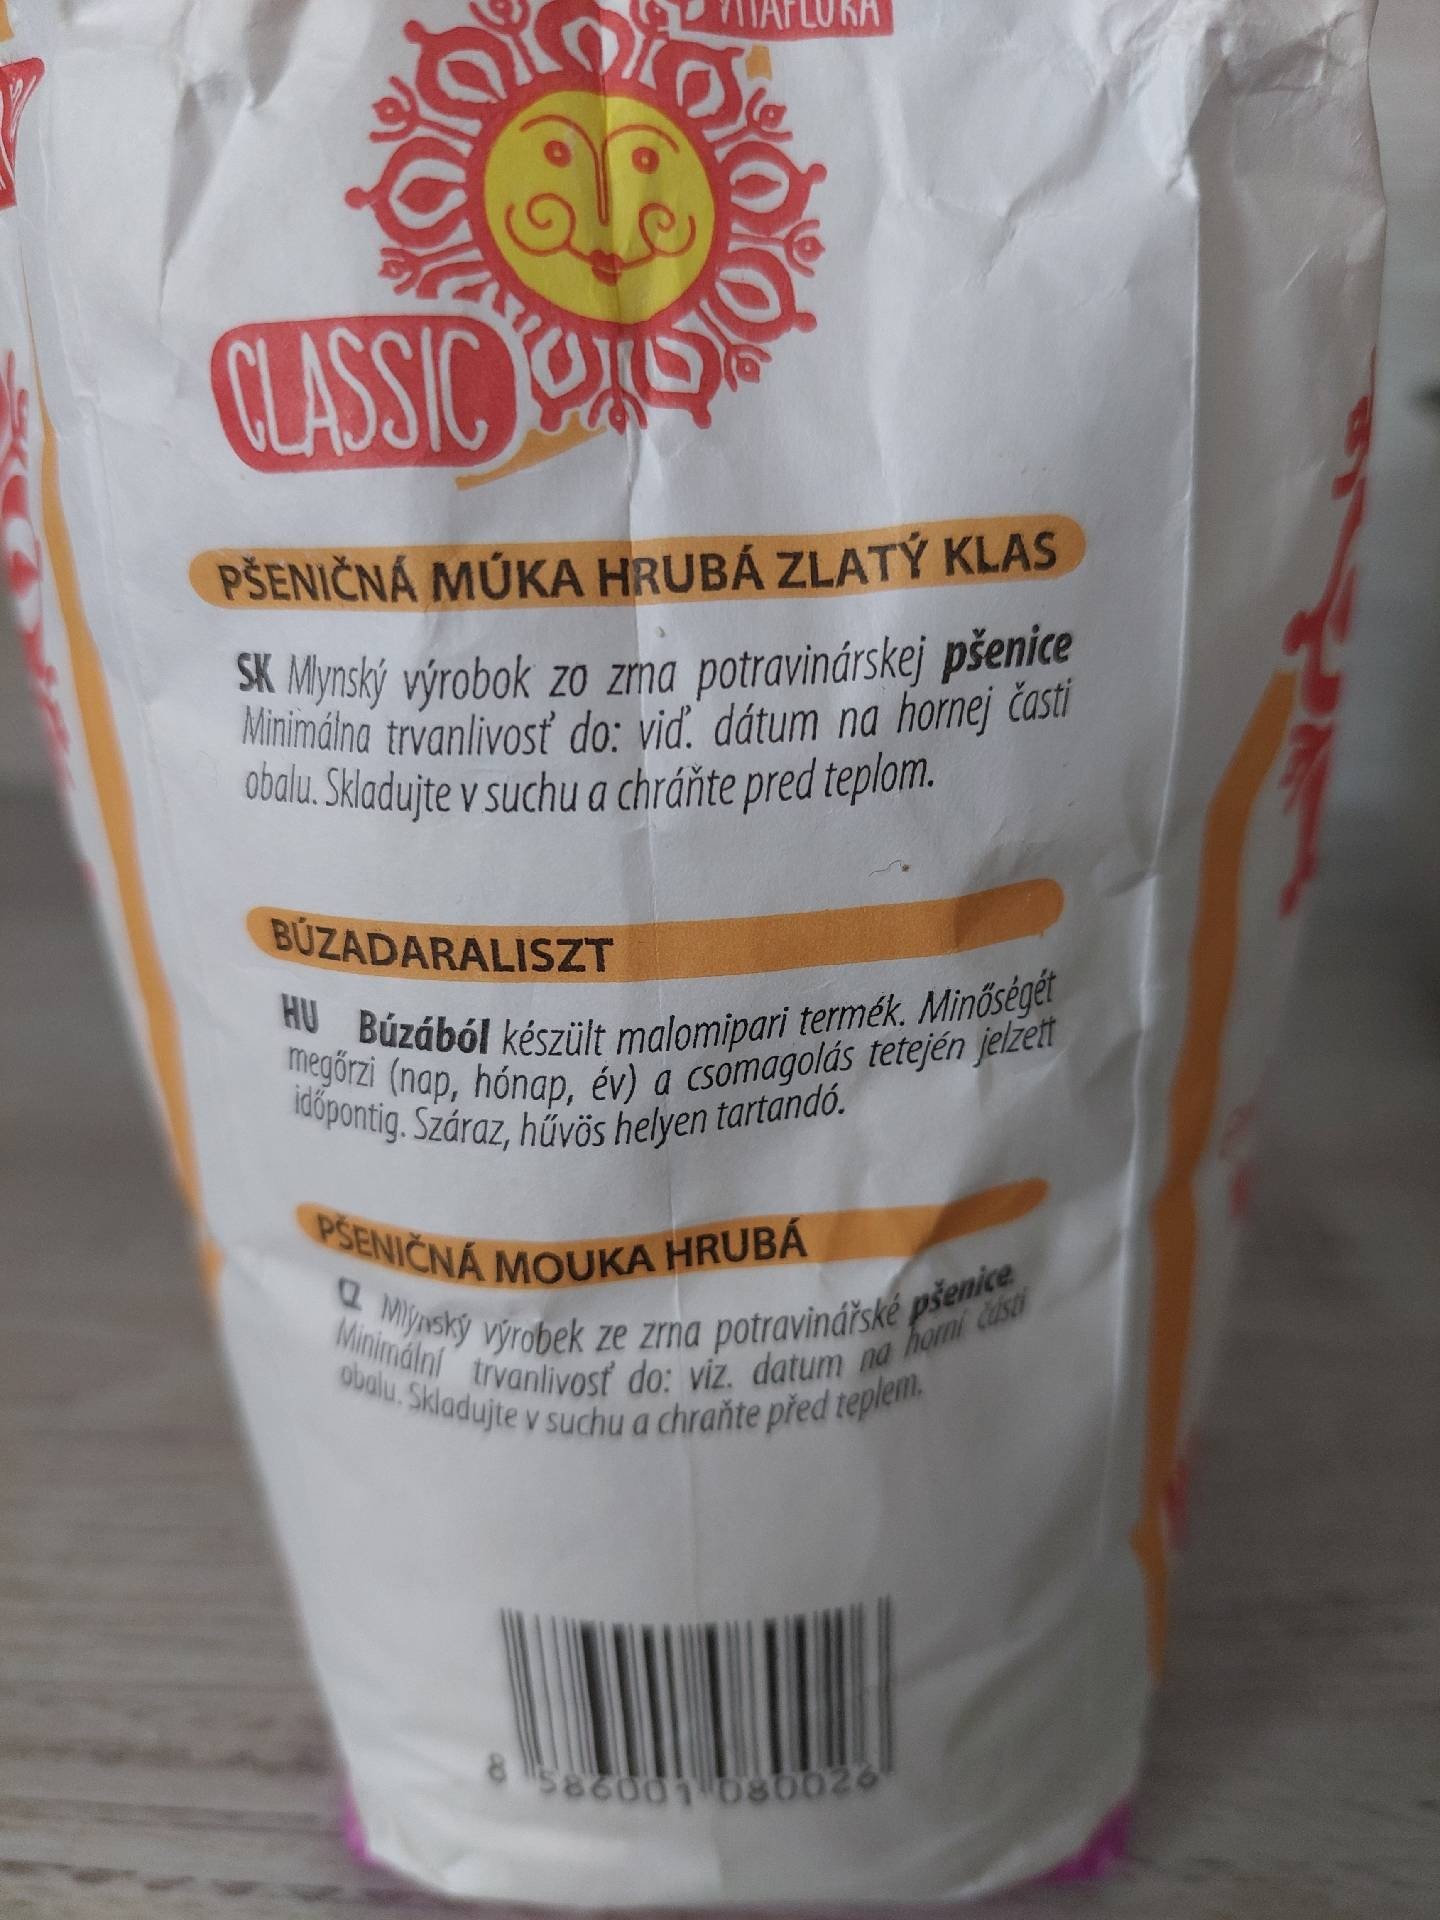 VITAFLÓRA
CLASSIC
PŠENIČNÁ MÚKA HRUBÁ ZLATÝ KLAS
SK Mlynský výrobok zo zrna potravinárskej pšenice
Minimálna trvanlivosť do: viď. dátum na hornej časti
obalu. Skladujte v suchu a chráňte pred teplom.
BÚZADARALISZT
HU Búzából készült malomipari termék. Minőségét
megőrzi (nap, hónap, év) a csomagolás tetején jelzett
időpontig. Száraz, hűvös helyen tartandó.
PŠENIČNÁ MOUKA HRUBÁ
CZ Mlýnský výrobek ze zrna potravinářské pšenice.
Minimální trvanlivosť do: viz. datum na horní části
obalu. Skladujte v suchu a chraňte před teplem.
8 586001 080026